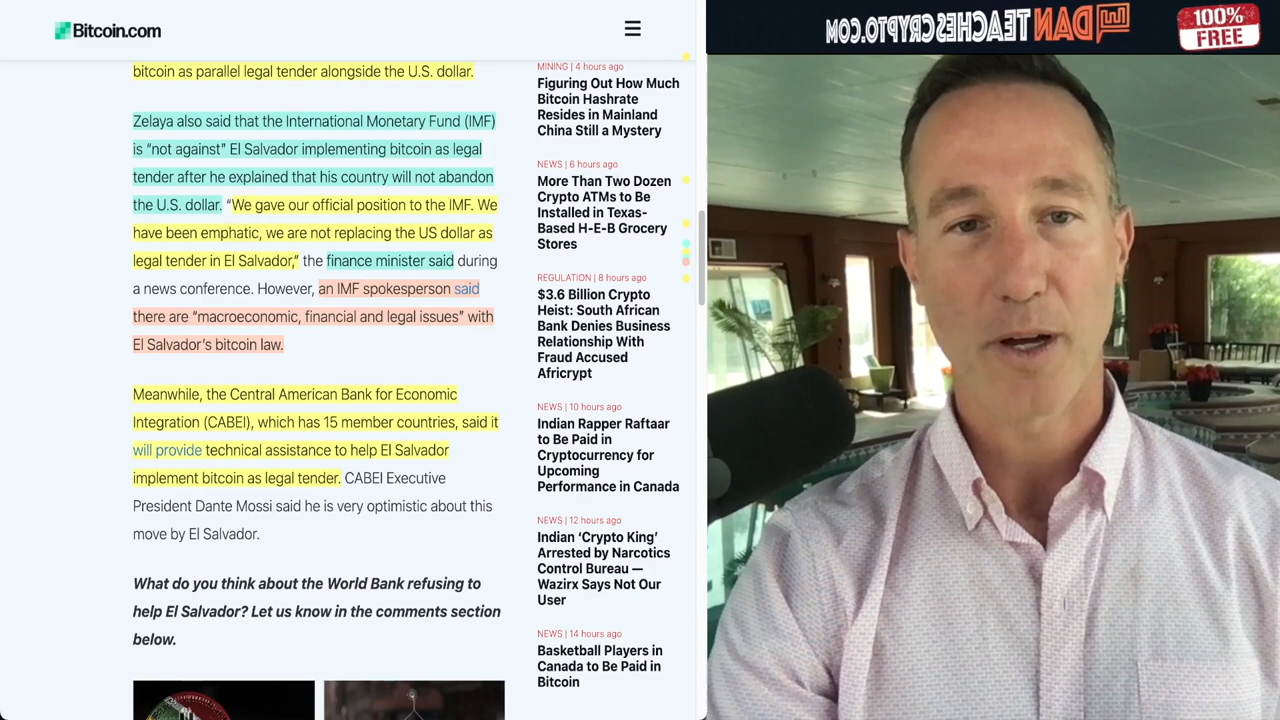 Bitcoin.com
bitcoin as parallel legal tender alongside the U.S. dollar.
Zelaya also said that the International Monetary Fund (IMF)
is “not against” El Salvador implementing bitcoin as legal
tender after he explained that his country will not abandon
the U.S. dollar. “We gave our official position to the IMF. We
have been emphatic, we are not replacing the US dollar as
legal tender in El Salvador,” the finance minister said during
a news conference. However, an IMF spokesperson said
there are “macroeconomic, financial and legal issues” with
El Salvador’s bitcoin law.
Meanwhile, the Central American Bank for Economic
Integration (CABEI), which has 15 member countries, said it
will provide technical assistance to help El Salvador
implement bitcoin as legal tender. CABEI Executive
President Dante Mossi said he is very optimistic about this
move by El Salvador.
What do you think about the World Bank refusing to
help El Salvador? Let us know in the comments section
below.
MINING | 4 hours ago
Figuring Out How Much
Bitcoin Hashrate
Resides in Mainland
China Still a Mystery
NEWS | 6 hours ago
More Than Two Dozen
Crypto ATMs to Be
Installed in Texas-
Based H-E-B Grocery
Stores
REGULATION | 8 hours ago
$3.6 Billion Crypto
Heist: South African
Bank Denies Business
Relationship With
Fraud Accused
Africrypt
NEWS | 10 hours ago
Indian Rapper Raftaar
to Be Paid in
Cryptocurrency for
Upcoming
Performance in Canada
NEWS | 12 hours ago
Indian ‘Crypto King’
Arrested by Narcotics
Control Bureau —
Wazirx Says Not Our
User
NEWS | 14 hours ago
Basketball Players in
Canada to Be Paid in
Bitcoin
DANTEACHESCRYPTO.COM
100%
FREE